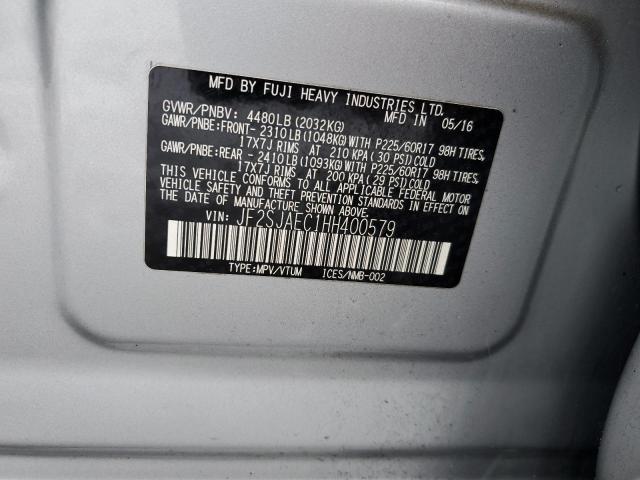 MFD BY FUJI HEAVY INDUSTRIES LTD.
MFD IN 05/16
GVWR/PNBV: 4480LB(2032KG)
GAWR/PNBE:FRONT- 2310LB(1048KG)WITH P225/60R17 98H TIRES,
17X7J RIMS AT 210 KPA(30 PSI)COLD
GAWR/PNBE:REAR - 2410LB(1093KG)WITH P225/60R17 98H TIRES,
17X7J RIMS AT 200 KPA(29 PSI)COLD
THIS VEHICLE CONFORMS TO ALL APPLICABLE FEDERAL MOTOR
VEHICLE SAFETY AND THEFT PREVENTION STANDARDS IN EFFECT ON
THE DATE OF MANUFACTURE SHOWN ABOVE.
VIN: JF2SJAEC1HH400579
TYPE:MPV/VTUM ICES/NMB-002